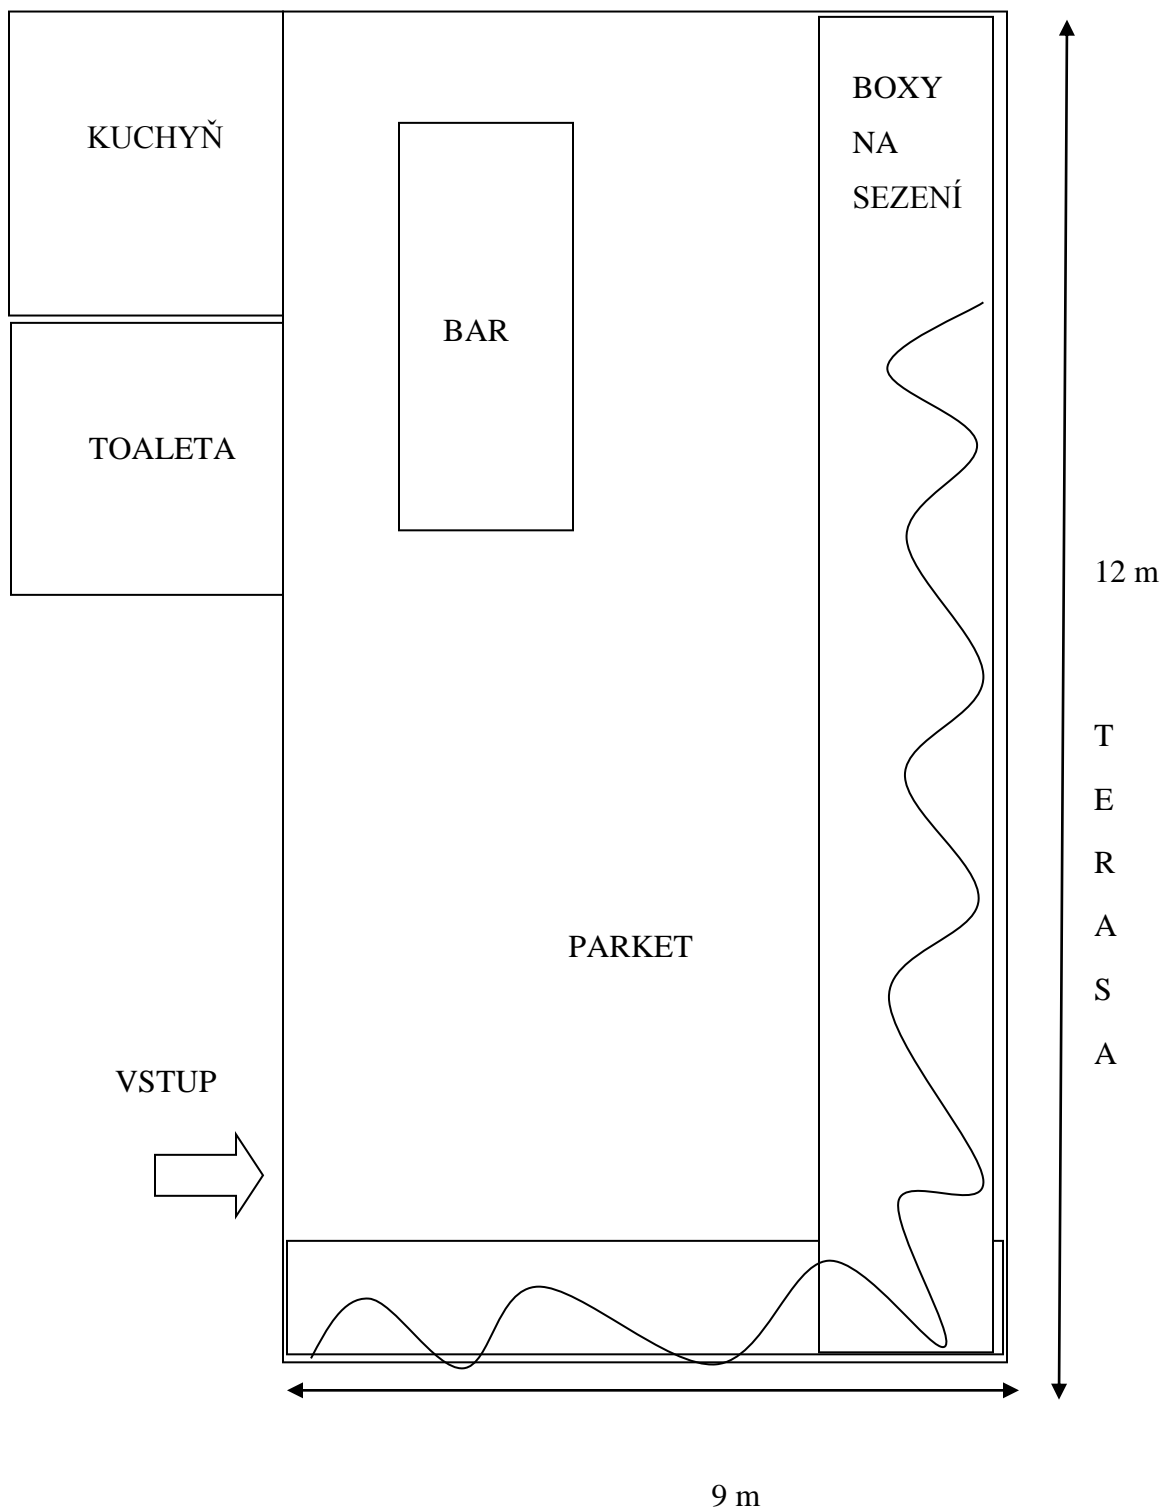 BOXY
NA
SEZENÍ
KUCHYŇ
BAR
TOALETA
12 m
T
E
R
A
S
A
PARKET
VSTUP
9 m